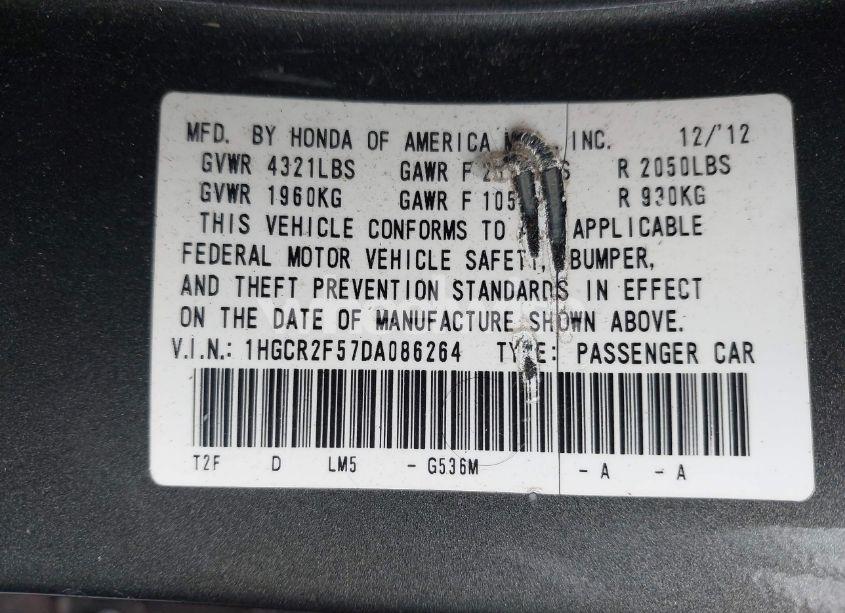 MFD. BY HONDA OF AMERICA INC. 12/'12
GVWR 4321LBS GAWR F R 2050LBS
GVWR 1960KG GAWR F R 930KG
THIS VEHICLE CONFORMS TO APPLICABLE
FEDERAL MOTOR VEHICLE SAFETY, BUMPER,
AND THEFT PREVENTION STANDARDS IN EFFECT
ON THE DATE OF MANUFACTURE SHOWN ABOVE.
V.I.N.: 1HGCR2F57DA086264 TYPE: PASSENGER CAR
T2F D LM5 - G536M - A - A